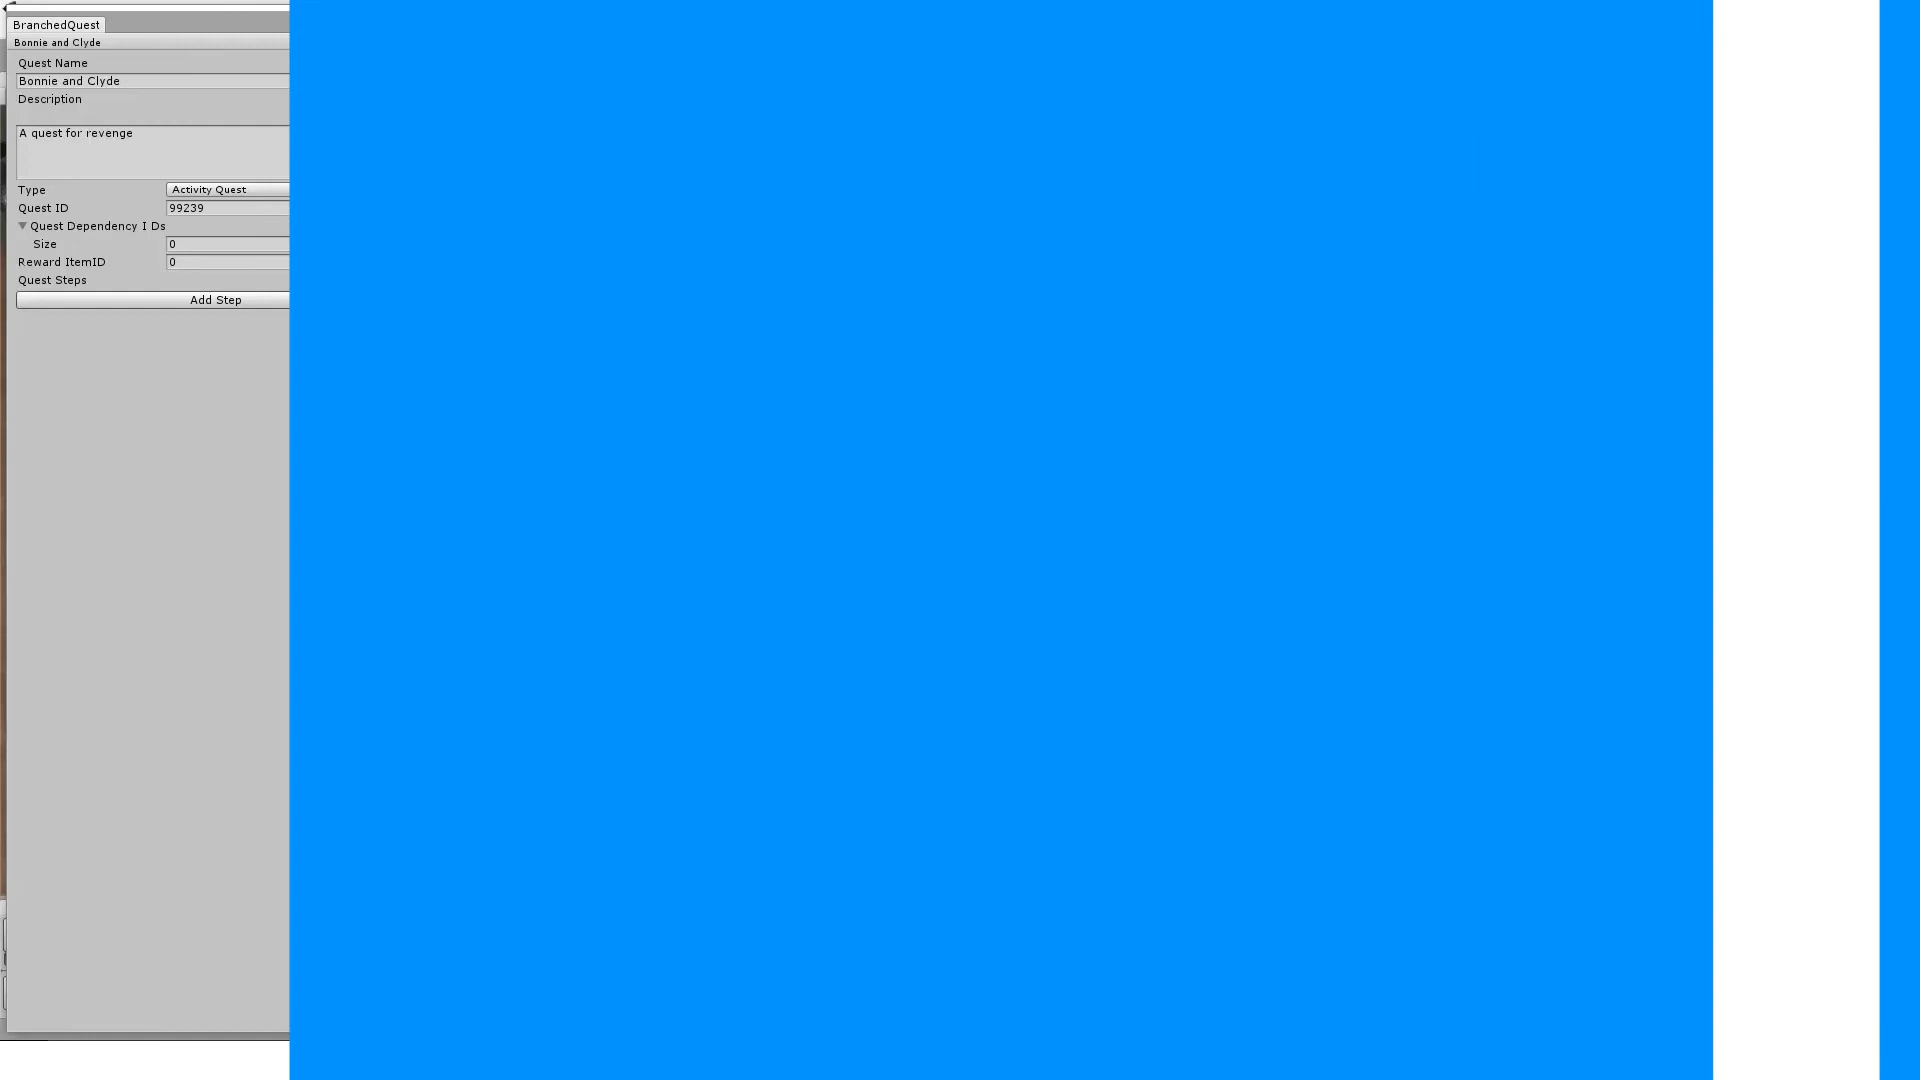 BranchedQuest
Bonnie and Clyde
Quest Name
Bonnie and Clyde
Description
A quest for revenge
Type Activity Quest
Quest ID 99239
Quest Dependency I Ds
Size 0
Reward ItemID 0
Quest Steps
Add Step